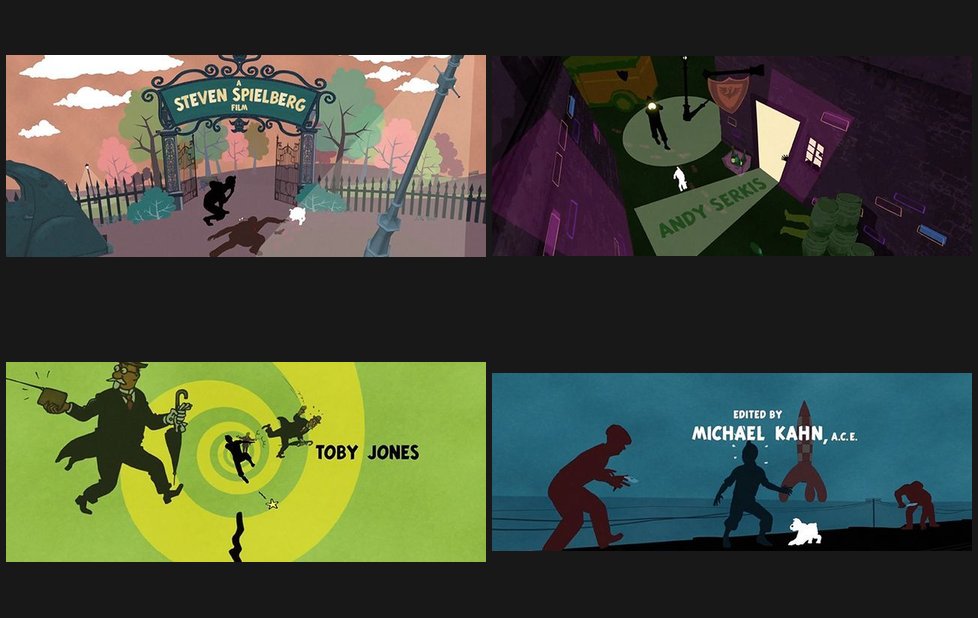 A
STEVEN SPIELBERG
FILM
ANDY SERKIS
TOBY JONES
EDITED BY
MICHAEL KAHN, A.C.E.